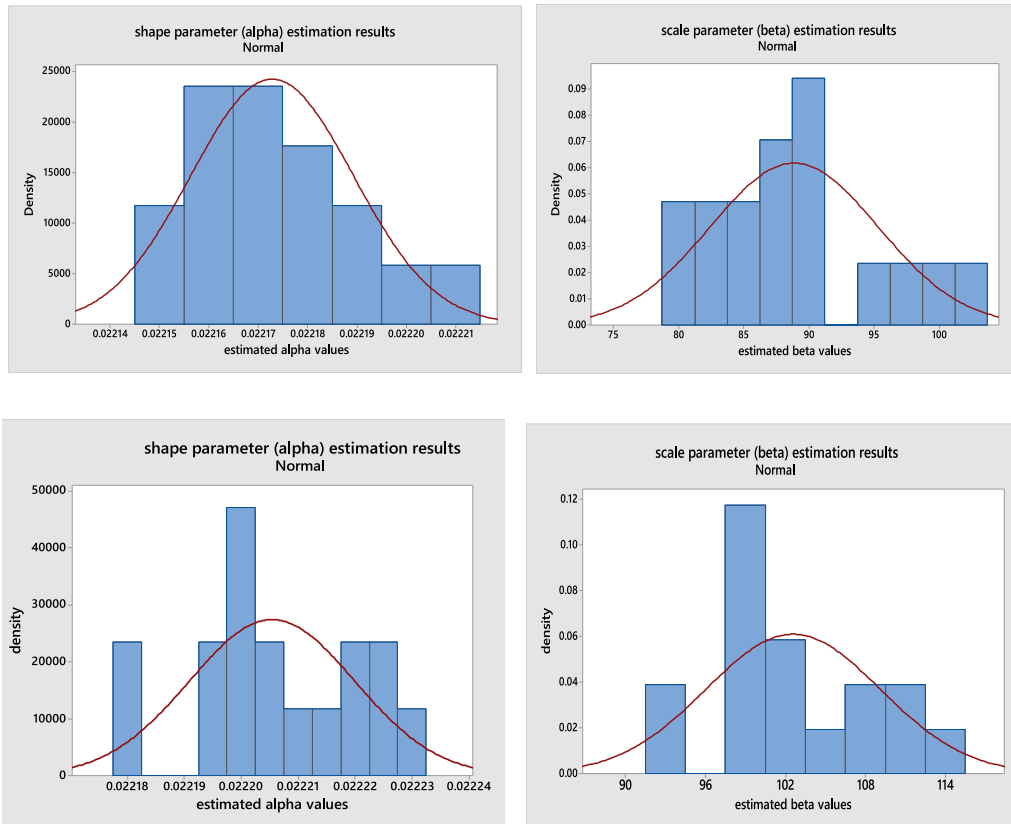 shape parameter (alpha) estimation results
Normal
25000
20000
15000
10000
5000
0
Density
0.02214 0.02215 0.02216 0.02217 0.02218 0.02219 0.02220 0.02221
estimated alpha values
scale parameter (beta) estimation results
Normal
0.09
0.08
0.07
0.06
0.05
0.04
0.03
0.02
0.01
0.00
Density
75 80 85 90 95 100
estimated beta values
shape parameter (alpha) estimation results
Normal
50000
40000
30000
20000
10000
0
density
0.02218 0.02219 0.02220 0.02221 0.02222 0.02223 0.02224
estimated alpha values
scale parameter (beta) estimation results
Normal
0.12
0.10
0.08
0.06
0.04
0.02
0.00
density
90 96 102 108 114
estimated beta values